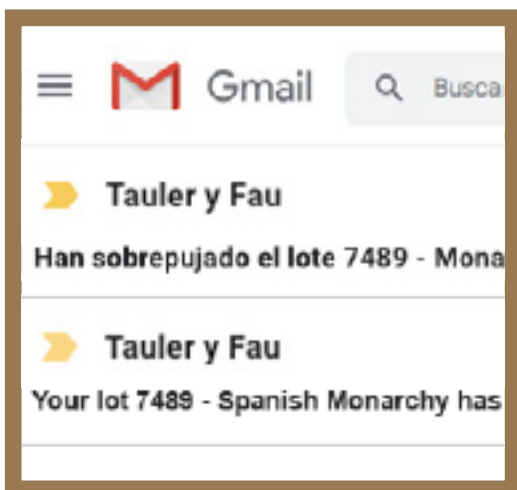 Gmail
Busca
Tauler y Fau
Han sobrepujado el lote 7489 - Mona
Tauler y Fau
Your lot 7489 - Spanish Monarchy has